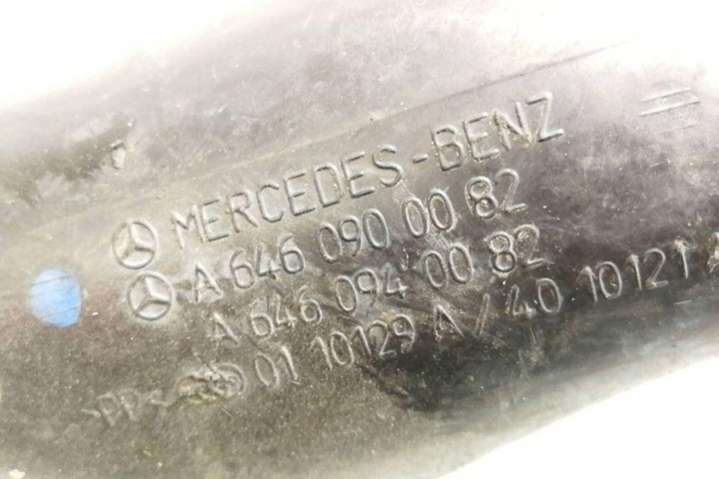 MERCEDES-BENZ
A 646 090 00 82
A 646 094 00 82
01 10129 A / 40 10121
>PP<